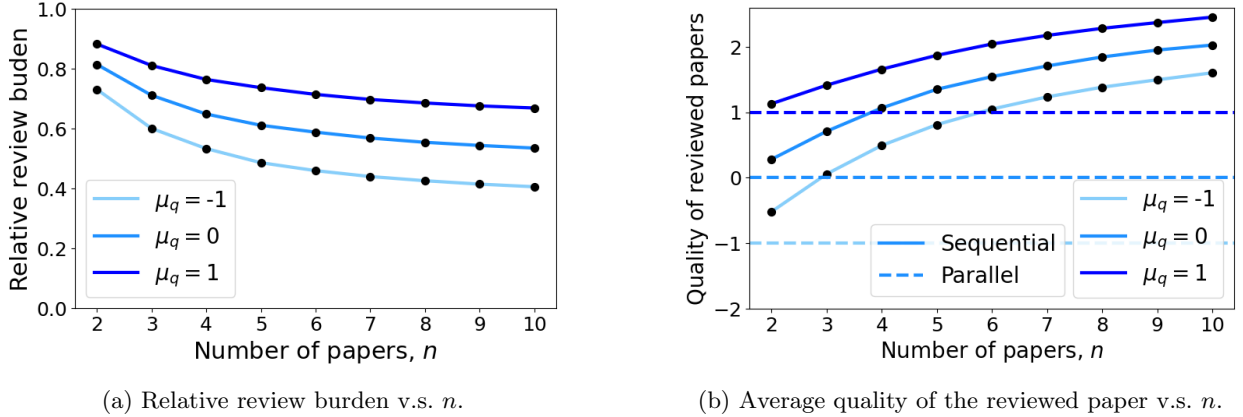 1.0
0.8
0.6
0.4
0.2
0.0
Relative review buden
μq = -1
μq = 0
μq = 1
2 3 4 5 6 7 8 9 10
Number of papers, n
(a) Relative review burden v.s. n.
2
1
0
−1
−2
Quality of reviewed papers
Sequential
Parallel
μq = -1
μq = 0
μq = 1
2 3 4 5 6 7 8 9 10
Number of papers, n
(b) Average quality of the reviewed paper v.s. n.